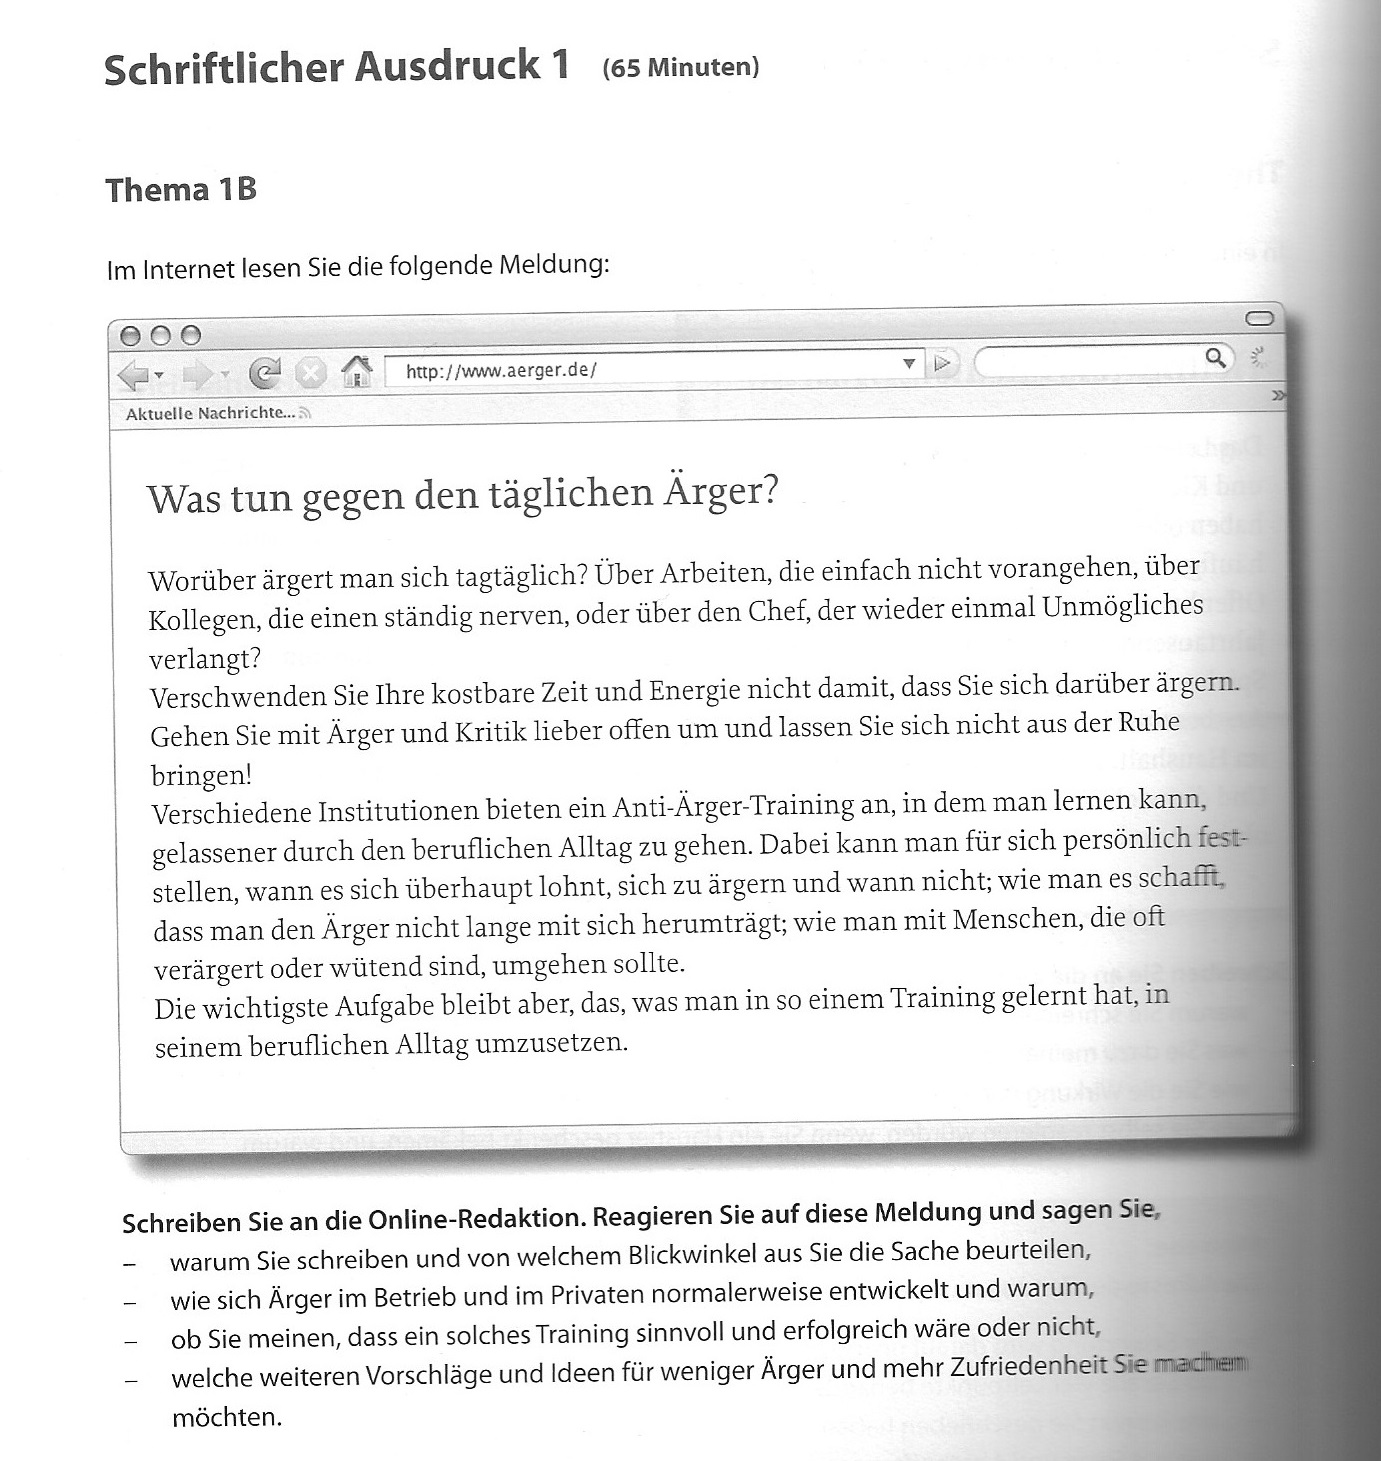 Schriftlicher Ausdruck 1 (65 Minuten)
Thema 1B
Im Internet lesen Sie die folgende Meldung:
http://www.aerger.de/
Aktuelle Nachrichte...
Was tun gegen den täglichen Ärger?
Worüber ärgert man sich tagtäglich? Über Arbeiten, die einfach nicht vorangehen, über
Kollegen, die einen ständig nerven, oder über den Chef, der wieder einmal Unmögliches
verlangt?
Verschwenden Sie Ihre kostbare Zeit und Energie nicht damit, dass Sie sich darüber ärgern.
Gehen Sie mit Ärger und Kritik lieber offen um und lassen Sie sich nicht aus der Ruhe
bringen!
Verschiedene Institutionen bieten ein Anti-Ärger-Training an, in dem man lernen kann,
gelassener durch den beruflichen Alltag zu gehen. Dabei kann man für sich persönlich fest-
stellen, wann es sich überhaupt lohnt, sich zu ärgern und wann nicht; wie man es schafft,
dass man den Ärger nicht lange mit sich herumträgt; wie man mit Menschen, die oft
verärgert oder wütend sind, umgehen sollte.
Die wichtigste Aufgabe bleibt aber, das, was man in so einem Training gelernt hat, in
seinem beruflichen Alltag umzusetzen.
Schreiben Sie an die Online-Redaktion. Reagieren Sie auf diese Meldung und sagen Sie,
– warum Sie schreiben und von welchem Blickwinkel aus Sie die Sache beurteilen,
– wie sich Ärger im Betrieb und im Privaten normalerweise entwickelt und warum,
– ob Sie meinen, dass ein solches Training sinnvoll und erfolgreich wäre oder nicht,
– welche weiteren Vorschläge und Ideen für weniger Ärger und mehr Zufriedenheit Sie machen
möchten.